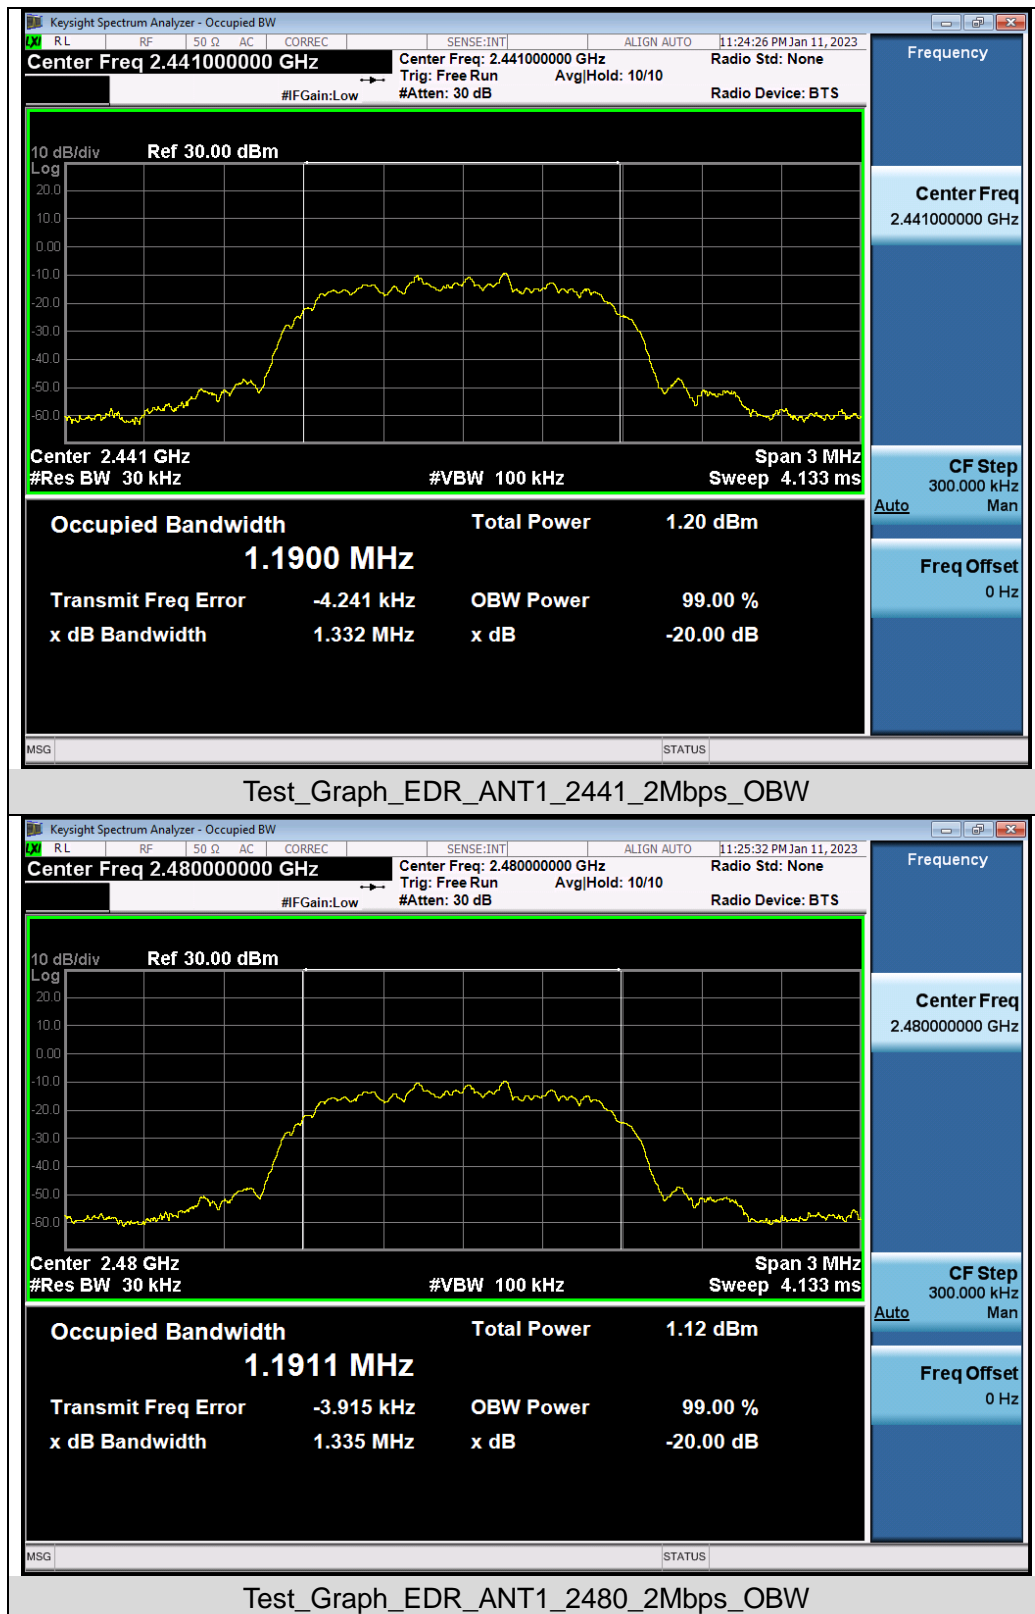 Keysight Spectrum Analyzer - Occupied BW
LXI RL RF 50 Ω AC CORREC SENSE:INT ALIGN AUTO 11:24:26 PM Jan 11, 2023
Center Freq 2.441000000 GHz
Center Freq: 2.441000000 GHz
Radio Std: None
Trig: Free Run Avg|Hold: 10/10
#IFGain:Low #Atten: 30 dB Radio Device: BTS
Frequency
10 dB/div Ref 30.00 dBm
Log
20.0
10.0
0.00
-10.0
-20.0
-30.0
-40.0
-50.0
-60.0
Center 2.441 GHz Span 3 MHz
#Res BW 30 kHz #VBW 100 kHz Sweep 4.133 ms
Center Freq
2.441000000 GHz
CF Step
300.000 kHz
Auto Man
Freq Offset
0 Hz
Occupied Bandwidth Total Power 1.20 dBm
1.1900 MHz
Transmit Freq Error -4.241 kHz OBW Power 99.00 %
x dB Bandwidth 1.332 MHz x dB -20.00 dB
MSG STATUS
Test_Graph_EDR_ANT1_2441_2Mbps_OBW
Keysight Spectrum Analyzer - Occupied BW
LXI RL RF 50 Ω AC CORREC SENSE:INT ALIGN AUTO 11:25:32 PM Jan 11, 2023
Center Freq 2.480000000 GHz
Center Freq: 2.480000000 GHz
Radio Std: None
Trig: Free Run Avg|Hold: 10/10
#IFGain:Low #Atten: 30 dB Radio Device: BTS
Frequency
10 dB/div Ref 30.00 dBm
Log
20.0
10.0
0.00
-10.0
-20.0
-30.0
-40.0
-50.0
-60.0
Center 2.48 GHz Span 3 MHz
#Res BW 30 kHz #VBW 100 kHz Sweep 4.133 ms
Center Freq
2.480000000 GHz
CF Step
300.000 kHz
Auto Man
Freq Offset
0 Hz
Occupied Bandwidth Total Power 1.12 dBm
1.1911 MHz
Transmit Freq Error -3.915 kHz OBW Power 99.00 %
x dB Bandwidth 1.335 MHz x dB -20.00 dB
MSG STATUS
Test_Graph_EDR_ANT1_2480_2Mbps_OBW